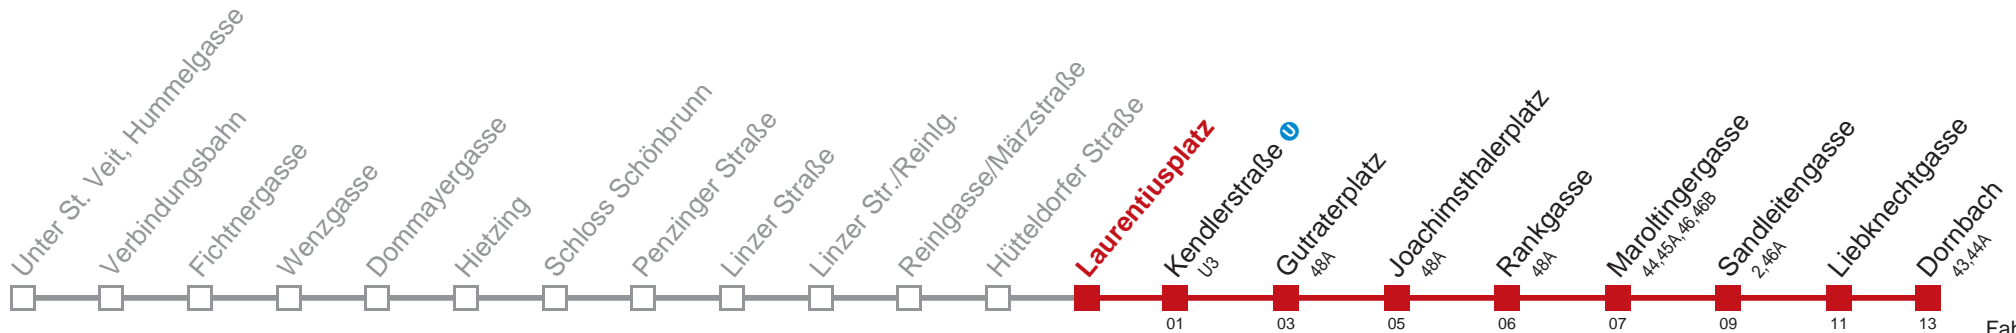 Unter St. Veit, Hummelgasse
Verbindungsbahn
Fichtnergasse
Wenzgasse
Dommayergasse
Hietzing
Schloss Schönbrunn
Penzinger Straße
Linzer Straße
Linzer Str./Reinlg.
Reinlgasse/Märzstraße
Hütteldorfer Straße
Laurentiusplatz
Kendlerstraße U
U3
Gutraterplatz
48A
Joachimsthalerplatz
48A
Rankgasse
48A
Maroltingergasse
44,45A,46,46B
Sandleitengasse
2,46A
Liebknechtgasse
Dornbach
43,44A
01 03 05 06 07 09 11 13